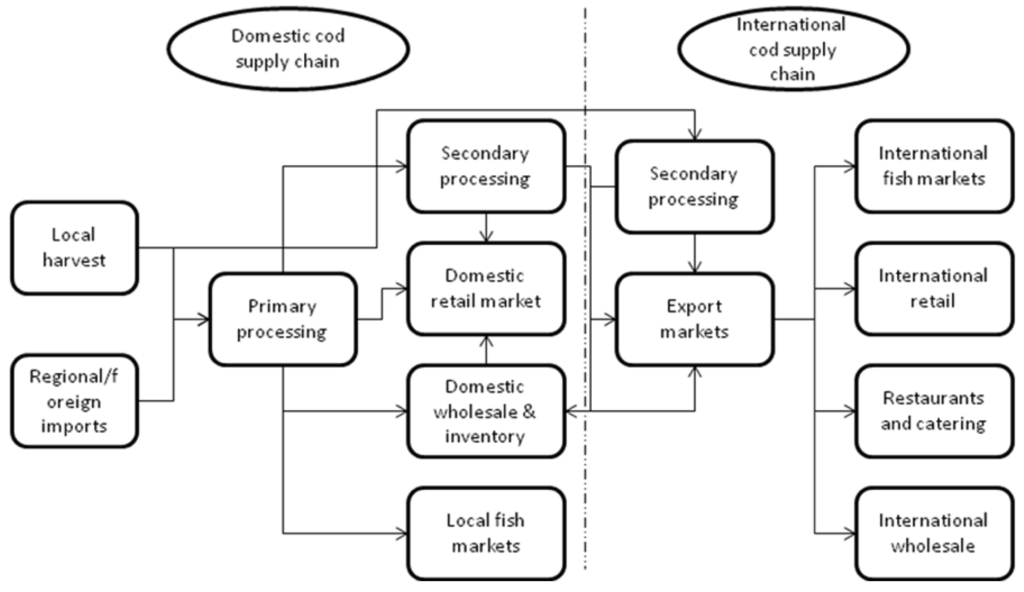 Domestic cod
supply chain
International
cod supply
chain
Local
harvest
Regional/f
oreign
imports
Primary
processing
Secondary
processing
Domestic
retail market
Domestic
wholesale &
inventory
Local fish
markets
Secondary
processing
Export
markets
International
fish markets
International
retail
Restaurants
and catering
International
wholesale